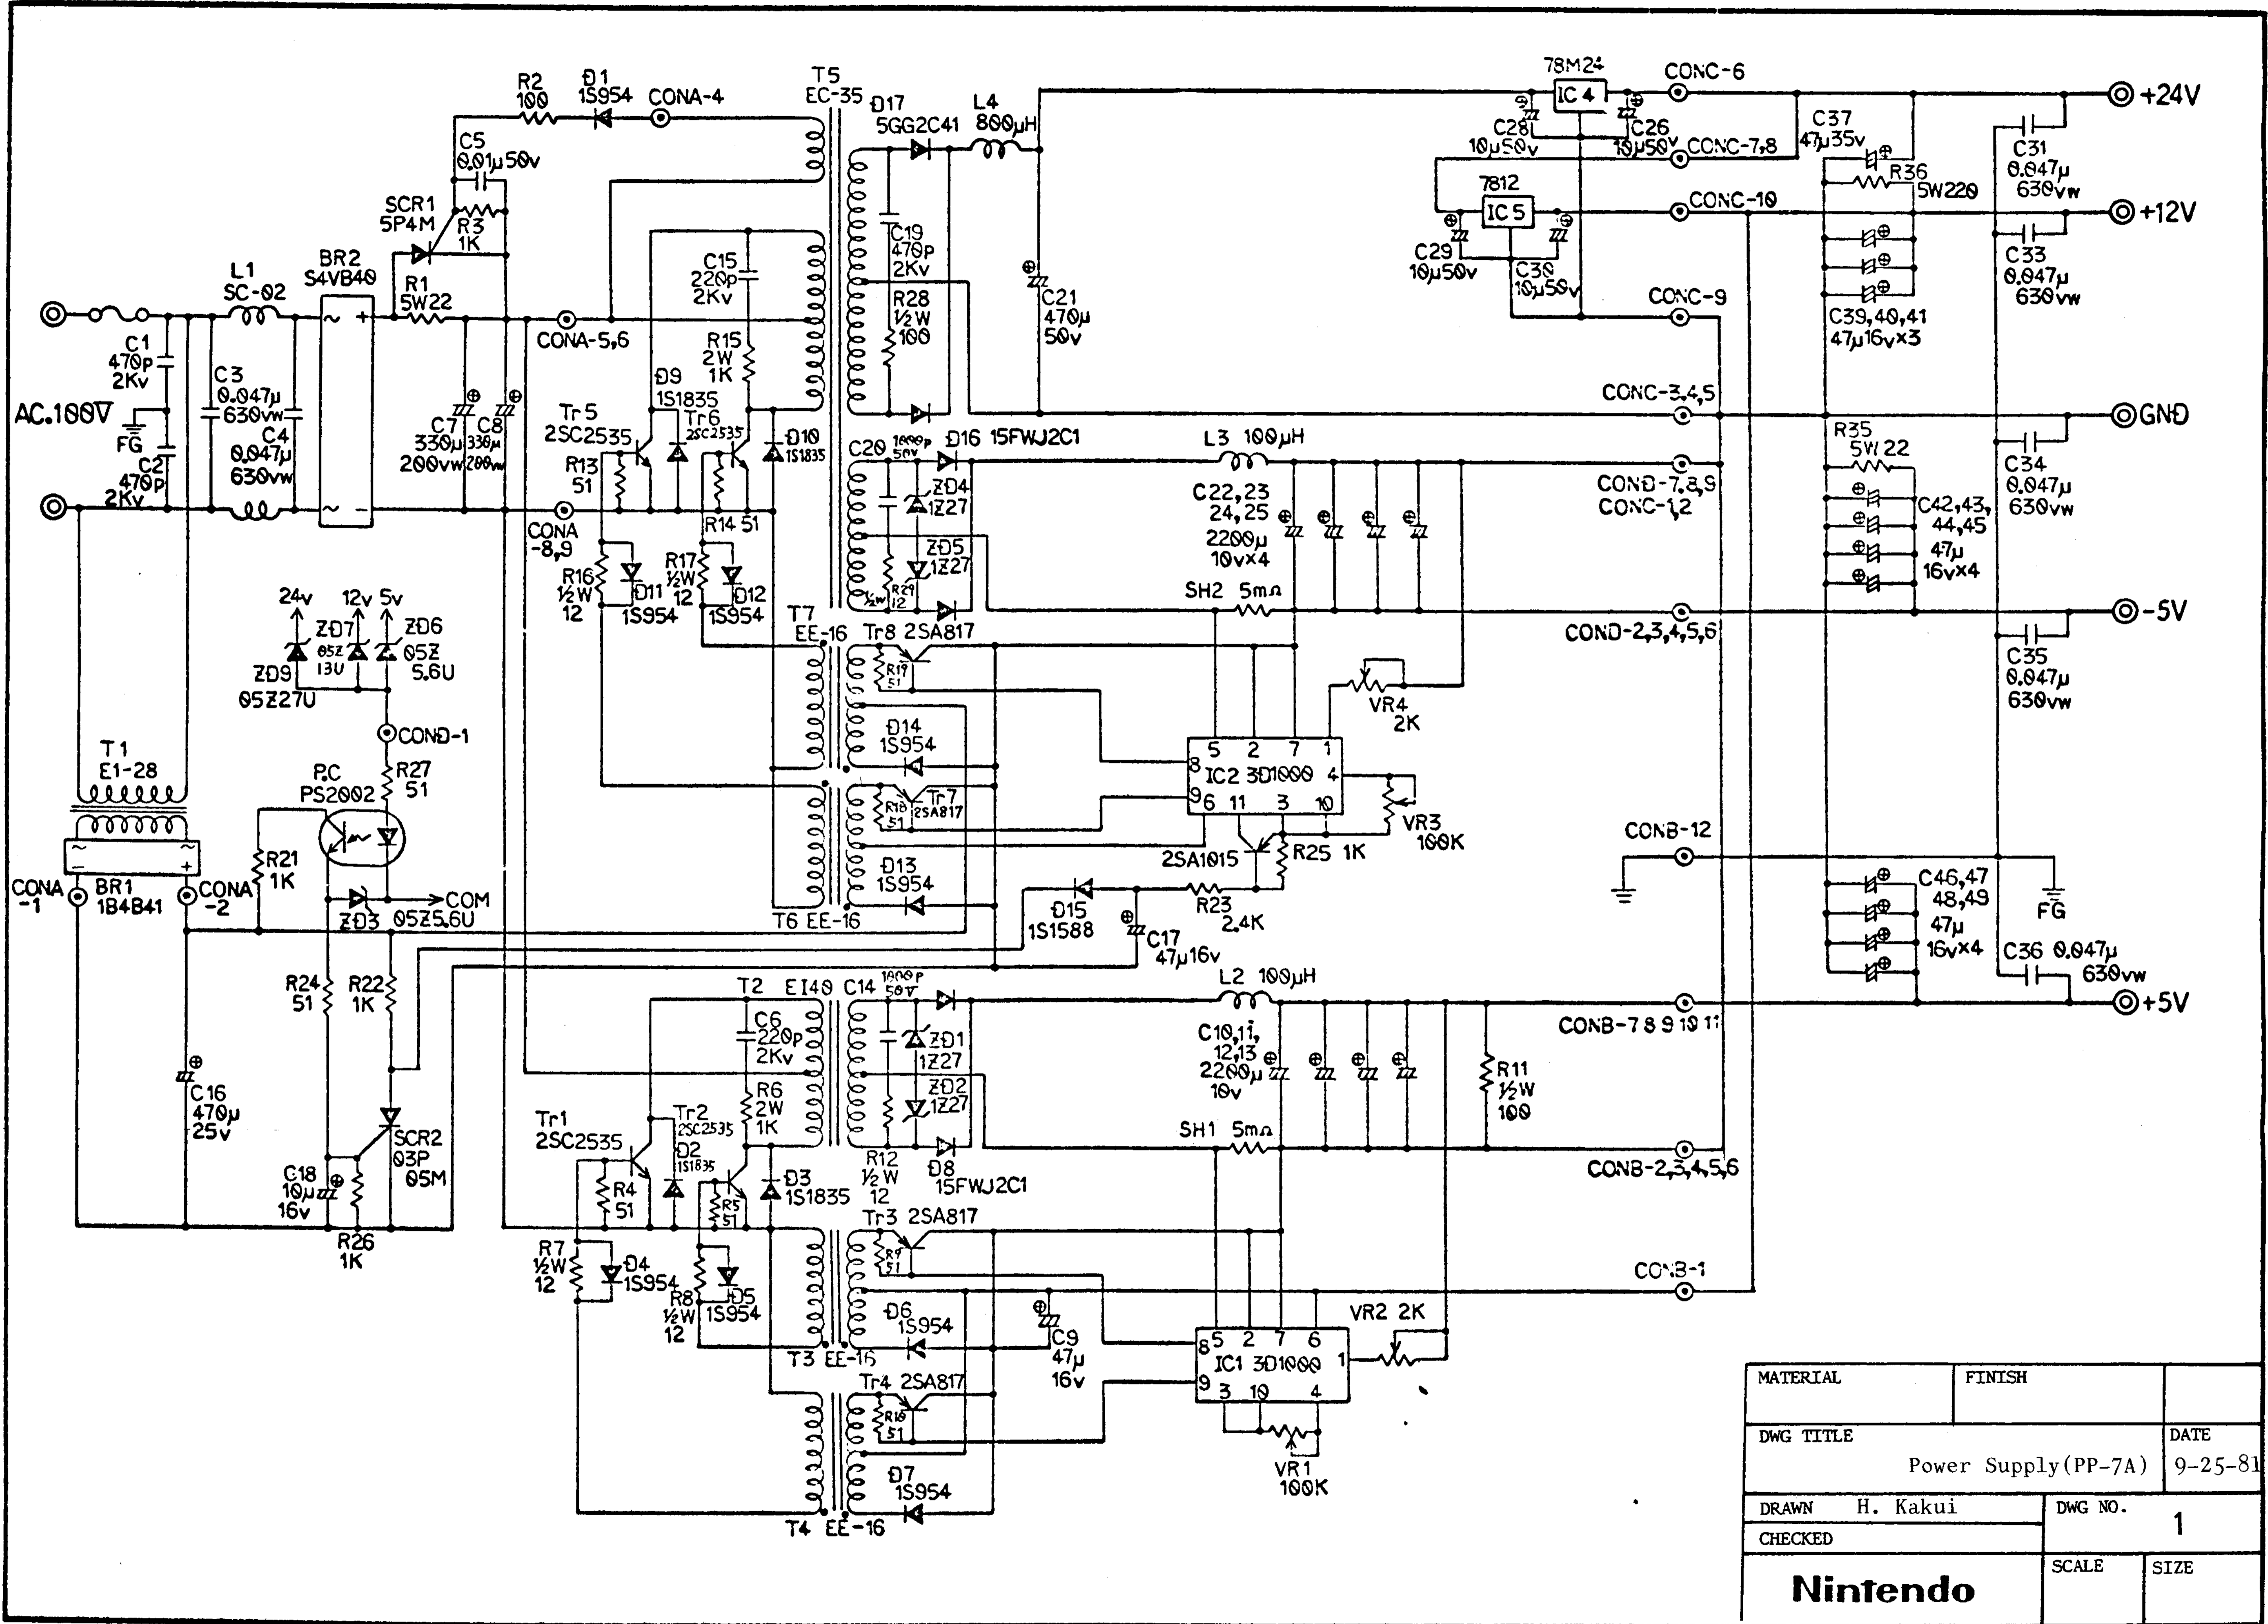 R2
100
D1
1S954
CONA-4
T5
EC-35
D17
5GG2C41
L4
800μH
78M24
IC4
CONC-6
+24V
C5
0.01μ50v
C28
10μ50v
C26
10μ50v
CONC-7,8
C37
47μ35v
C31
0.047μ
630vw
R36
5W220
SCR1
5P4M
R3
1K
7812
IC5
CONC-10
+12V
C29
10μ50v
C30
10μ50v
C33
0.047μ
630vw
L1
SC-02
BR2
S4VB40
R1
5W22
~
+
CONA-5,6
C15
220p
2Kv
C19
470P
2Kv
R28
½W
100
C21
470μ
50v
CONC-9
C39,40,41
47μ16v×3
C1
470p
2Kv
AC.100V
FG
C2
470p
2Kv
C3
0.047μ
630vw
C4
0.047μ
630vw
~
-
C7
330μ
200vw
C8
330μ
200vw
R15
2W
1K
D9
1S1835
Tr5
2SC2535
Tr6
2SC2535
D10
1S1835
R13
51
R14 51
CONC-3,4,5
GND
C20
1000p
50v
D16 15FWJ2C1
L3 100μH
ZD4
1Z27
ZD5
1Z27
½W
R29
12
C22,23
24,25
2200μ
10v×4
COND-7,8,9
CONC-1,2
R35
5W 22
C34
0.047μ
630vw
C42,43,
44,45
47μ
16v×4
CONA
-8,9
R16
½W
12
D11
1S954
R17
½W
12
D12
1S954
SH2 5mΩ
COND-2,3,4,5,6
-5V
24v
12v
5v
ZD7
05Z
13U
ZD6
05Z
5.6U
ZD9
05Z27U
T7
EE-16
Tr8 2SA817
R19
51
C35
0.047μ
630vw
VR4
2K
COND-1
D14
1S954
5 2 7 1
IC2 3D1000
8
9
4
6 11 3 10
T1
E1-28
P.C
PS2002
R27
51
R18
51
Tr7
2SA817
VR3
100K
~
~
-
+
R21
1K
D13
1S954
2SA1015
R25 1K
CONB-12
CONA
-1
BR1
1B4B41
CONA
-2
COM
ZD3 05Z5.6U
T6 EE-16
D15
1S1588
R23
2.4K
C17
47μ16v
C46,47
48,49
47μ
16v×4
FG
C36 0.047μ
630vw
R24
51
R22
1K
T2
EI40
C14
1000P
50V
L2 100μH
CONB-7 8 9 10 11
+5V
C6
220p
2Kv
ZD1
1Z27
ZD2
1Z27
C10,11,
12,13
2200μ
10v
R11
½W
100
C16
470μ
25v
R6
2W
1K
Tr1
2SC2535
Tr2
2SC2535
D2
1S1835
SCR2
03P
05M
SH1 5mΩ
CONB-2,3,4,5,6
C18
10μ
16v
R4
51
R5
51
D3
1S1835
R12
½W
12
D8
15FWJ2C1
R26
1K
Tr3 2SA817
R9
51
R7
½W
12
D4
1S954
R8
½W
12
D5
1S954
CONB-1
D6
1S954
C9
47μ
16v
VR2 2K
T3 EE-16
5 2 7 6
IC1 3D1000
8
9
1
3 10 4
Tr4 2SA817
R10
51
VR1
100K
D7
1S954
T4 EE-16
MATERIAL
FINISH
DWG TITLE
DATE
Power Supply(PP-7A)
9-25-81
DRAWN H. Kakui
DWG NO.
1
CHECKED
Nintendo
SCALE
SIZE